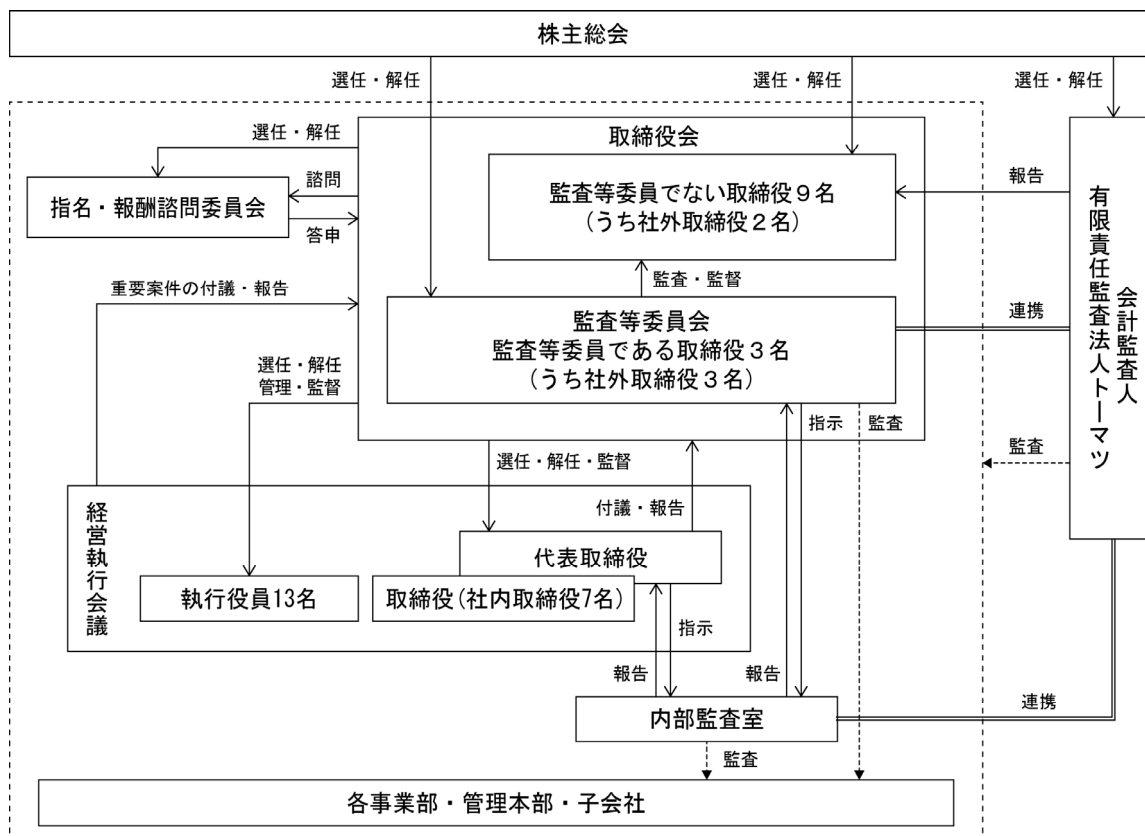 株主総会
選任・解任
選任・解任
選任・解任
選任・解任
取締役会
諮問
指名・報酬諮問委員会
答申
監査等委員でない取締役9名
(うち社外取締役2名)
報告
有限責任監査法人トーマツ
会計監査人
監査・監督
重要案件の付議・報告
監査等委員会
監査等委員である取締役3名
(うち社外取締役3名)
連携
選任・解任
管理・監督
指示
監査
監査
選任・解任・監督
付議・報告
経営執行会議
代表取締役
執行役員13名
取締役(社内取締役7名)
指示
報告
報告
内部監査室
連携
監査
各事業部・管理本部・子会社